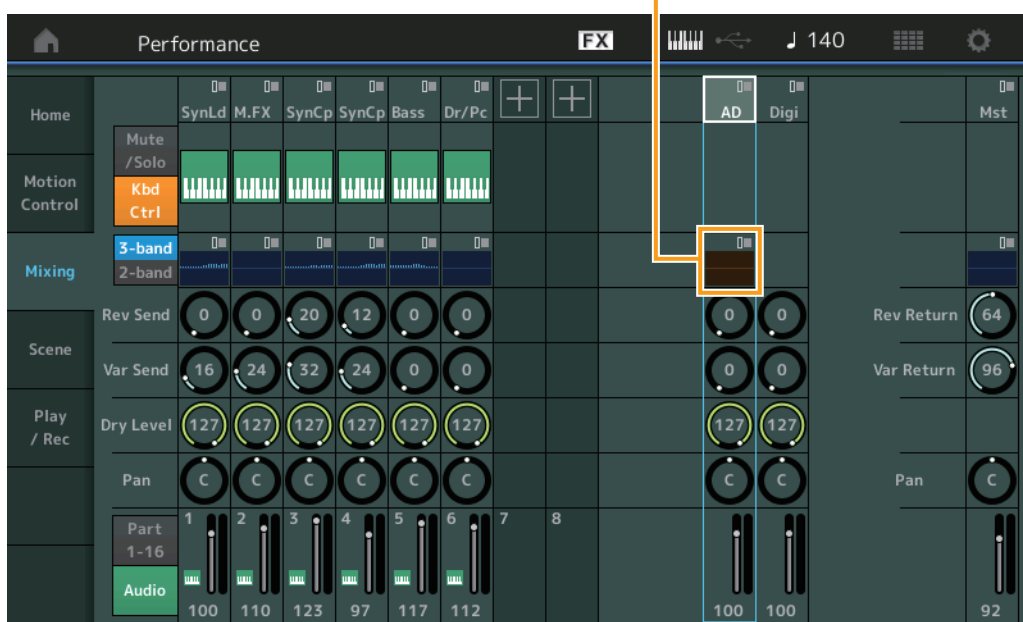 Performance
FX
♩ 140
SynLd M.FX SynCp SynCp Bass Dr/Pc AD Digi Mst
Home
Mute
/Solo
Motion
Control
Kbd
Ctrl
3-band
2-band
Mixing
Rev Send 0 0 20 12 0 0 0 0 Rev Return 64
Scene
Var Send 16 24 32 24 0 0 0 0 Var Return 96
Play
/ Rec
Dry Level 127 127 127 127 127 127 127 127
Pan C C C C C C C C Pan C
1 2 3 4 5 6 7 8
Part
1-16
Audio
100 110 123 97 117 112 100 100 92